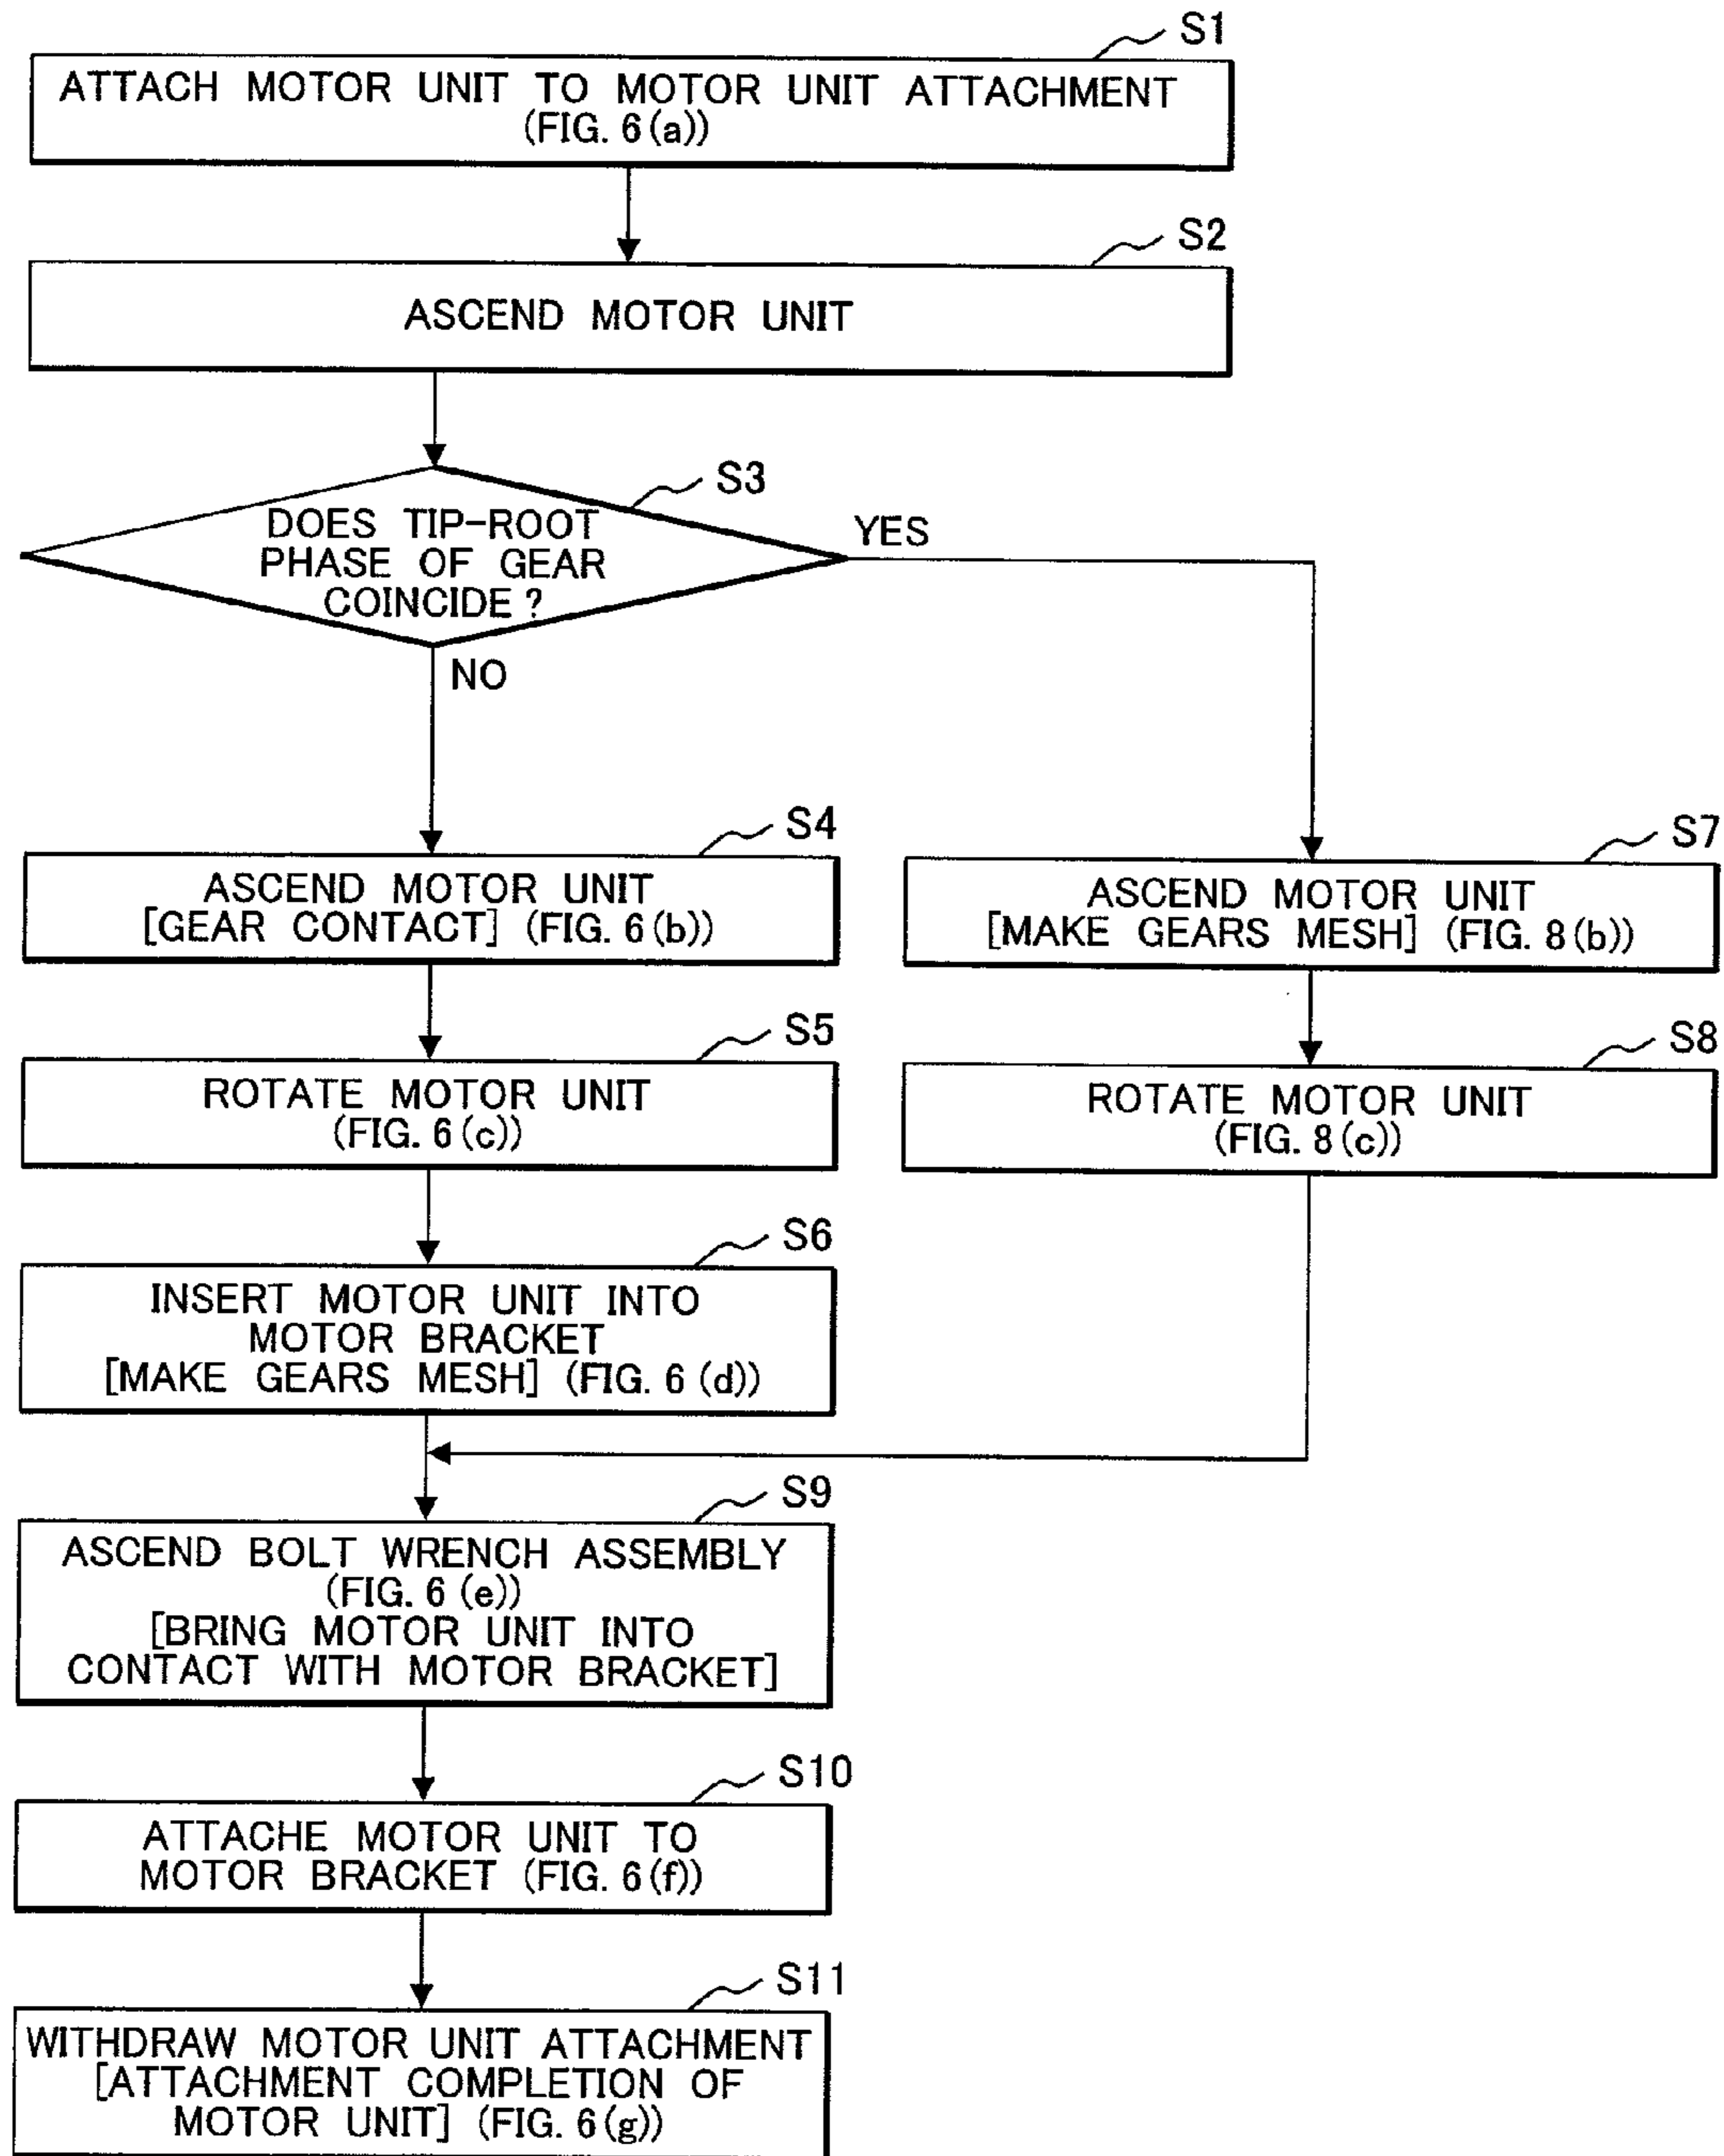 S1
ATTACH MOTOR UNIT TO MOTOR UNIT ATTACHMENT
(FIG. 6(a))
S2
ASCEND MOTOR UNIT
S3
DOES TIP-ROOT
PHASE OF GEAR
COINCIDE?
YES
NO
S4
ASCEND MOTOR UNIT
[GEAR CONTACT] (FIG. 6(b))
S7
ASCEND MOTOR UNIT
[MAKE GEARS MESH] (FIG. 8(b))
S5
ROTATE MOTOR UNIT
(FIG. 6(c))
S8
ROTATE MOTOR UNIT
(FIG. 8(c))
S6
INSERT MOTOR UNIT INTO
MOTOR BRACKET
[MAKE GEARS MESH] (FIG. 6(d))
S9
ASCEND BOLT WRENCH ASSEMBLY
(FIG. 6(e))
[BRING MOTOR UNIT INTO
CONTACT WITH MOTOR BRACKET]
S10
ATTACHE MOTOR UNIT TO
MOTOR BRACKET (FIG. 6(f))
S11
WITHDRAW MOTOR UNIT ATTACHMENT
[ATTACHMENT COMPLETION OF
MOTOR UNIT] (FIG. 6(g))